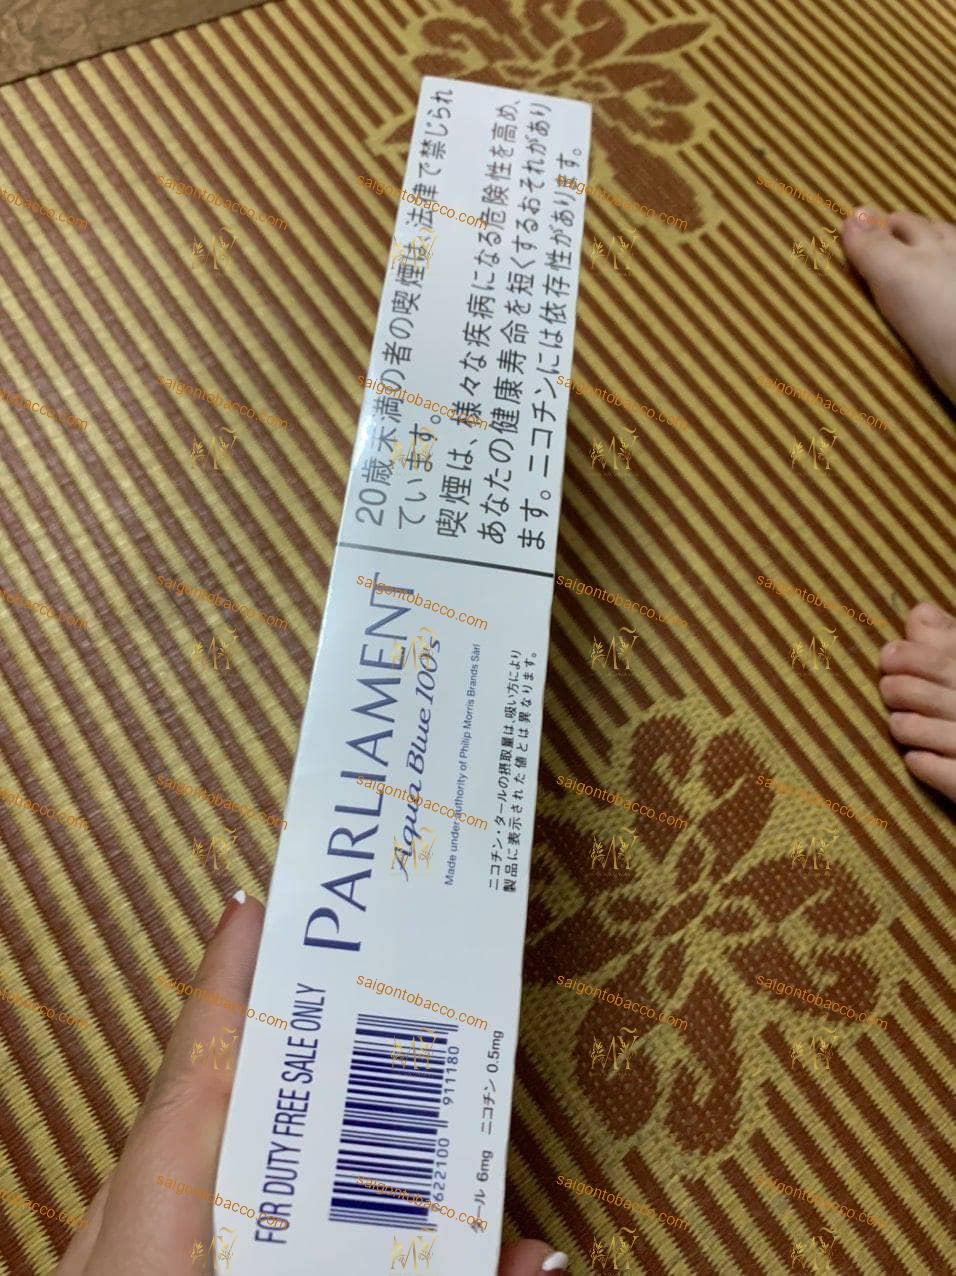 20歳未満の者の喫煙は、法律で禁じられ
ています。
喫煙は、様々な疾病になる危険性を高め、
あなたの健康寿命を短くするおそれがあり
ます。ニコチンには依存性があります。
PARLIAMENT
Aqua Blue 100's
Made under authority of Philip Morris Brands Sàrl
ニコチン・タールの摂取量は、吸い方により
製品に表示された値とは異なります。
FOR DUTY FREE SALE ONLY
7622100 911180
タール 6mg ニコチン 0.5mg
saigontobacco.com